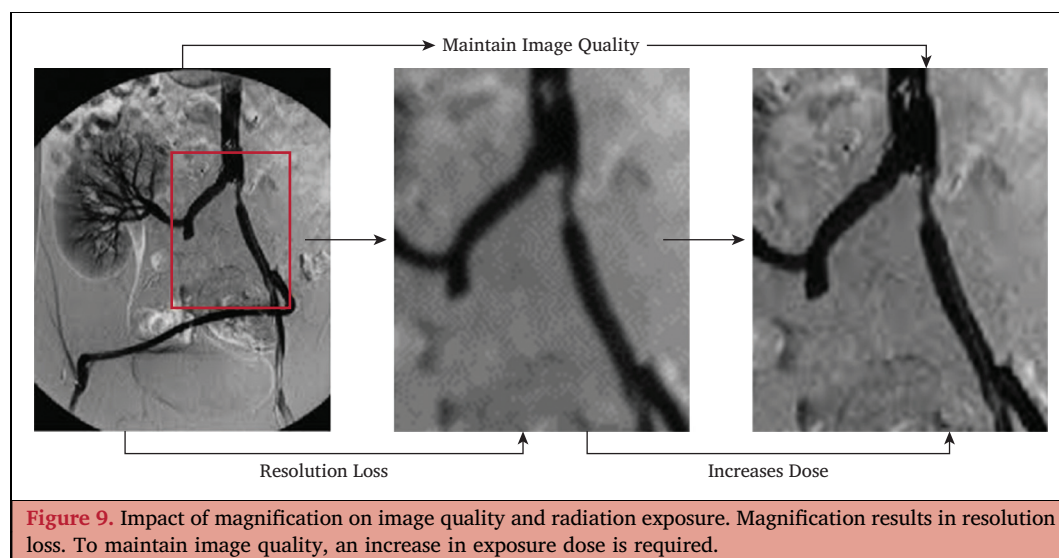 Maintain Image Quality
Resolution Loss
Increases Dose
Figure 9. Impact of magnification on image quality and radiation exposure. Magnification results in resolution
loss. To maintain image quality, an increase in exposure dose is required.